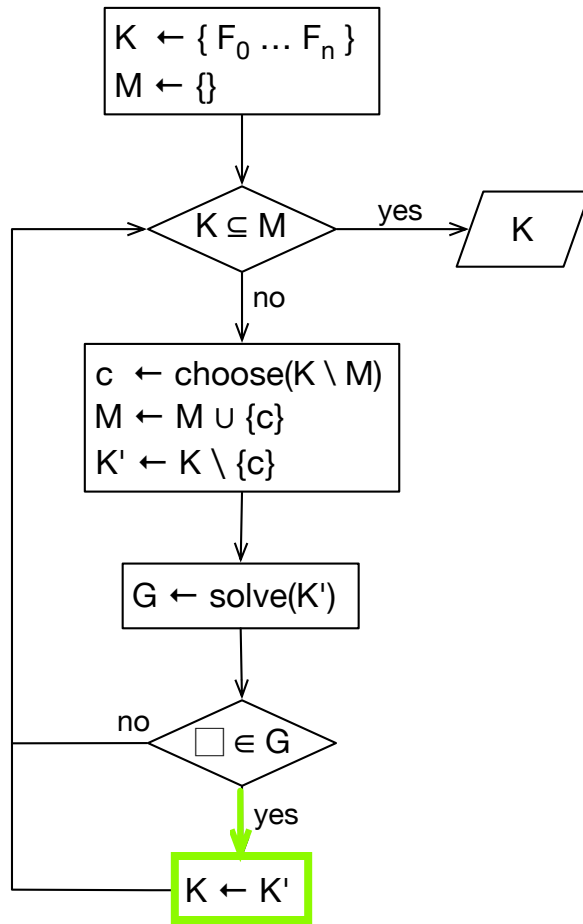 K ← { F₀ … Fₙ }
M ← {}
K ⊆ M
yes
K
no
c ← choose(K \ M)
M ← M ∪ {c}
K' ← K \ {c}
G ← solve(K')
no
□ ∈ G
yes
K ← K'